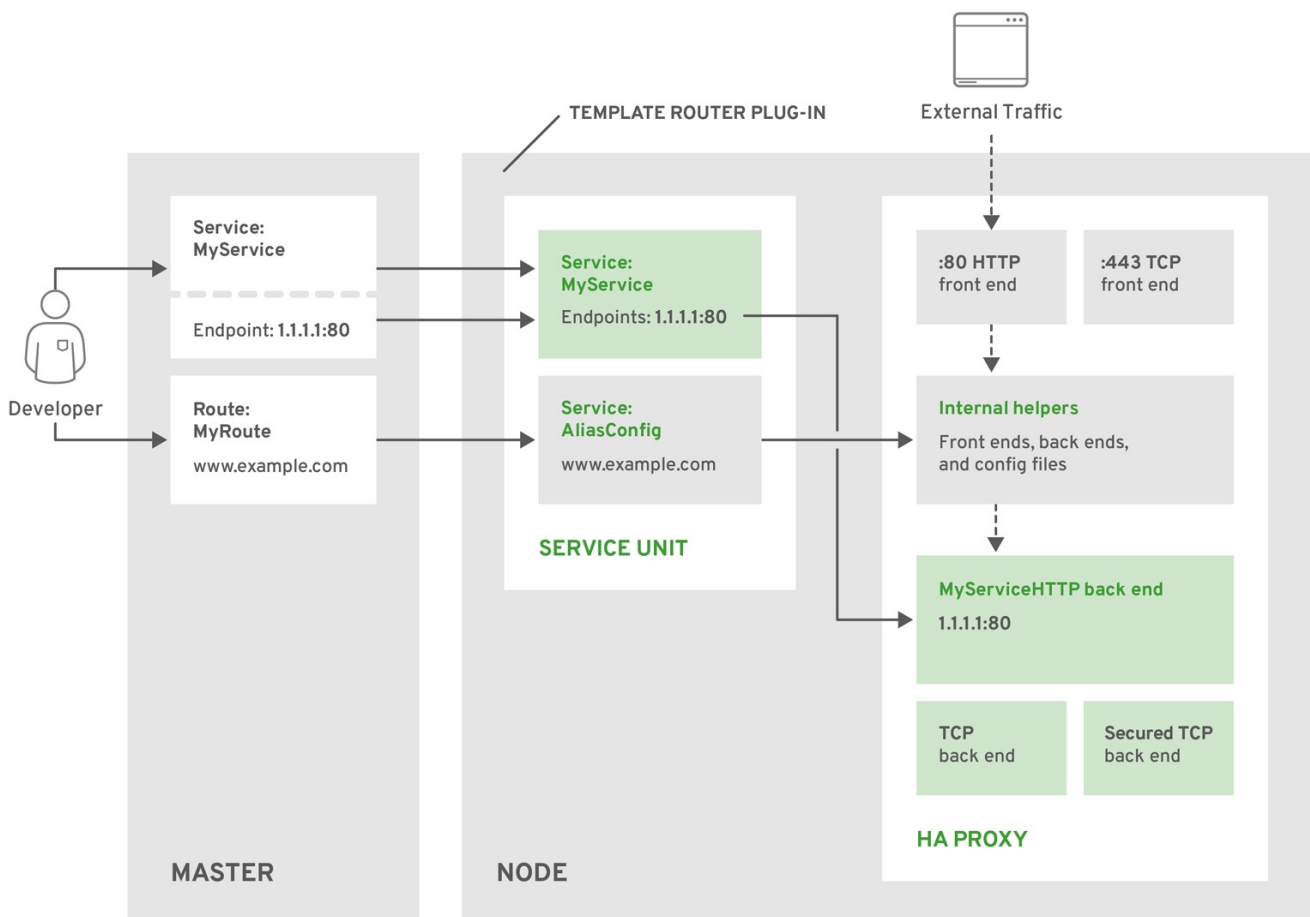 External Traffic
TEMPLATE ROUTER PLUG-IN
Developer
Service:
MyService
Endpoint: 1.1.1.1:80
Route:
MyRoute
www.example.com
MASTER
Service:
MyService
Endpoints: 1.1.1.1:80
Service:
AliasConfig
www.example.com
SERVICE UNIT
NODE
:80 HTTP
front end
:443 TCP
front end
Internal helpers
Front ends, back ends,
and config files
MyServiceHTTP back end
1.1.1.1:80
TCP
back end
Secured TCP
back end
HA PROXY